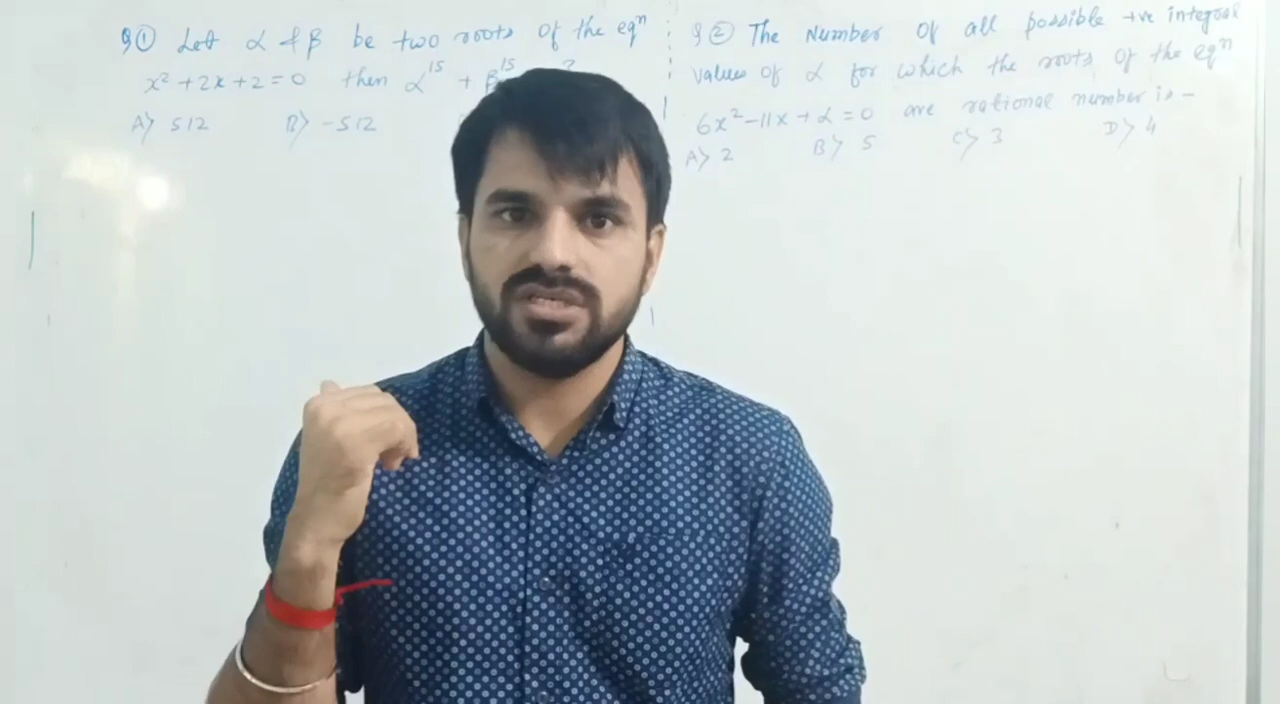 Q① Let α & β be two roots of the eqⁿ
x² + 2x + 2 = 0 then α¹⁵ + β¹⁵ ?
A> 512 B> -512
Q② The Number of all possible +ve integral
values of α for which the roots of the eqⁿ
6x² - 11x + α = 0 are rational number is -
A> 2 B> 5 C> 3 D> 4